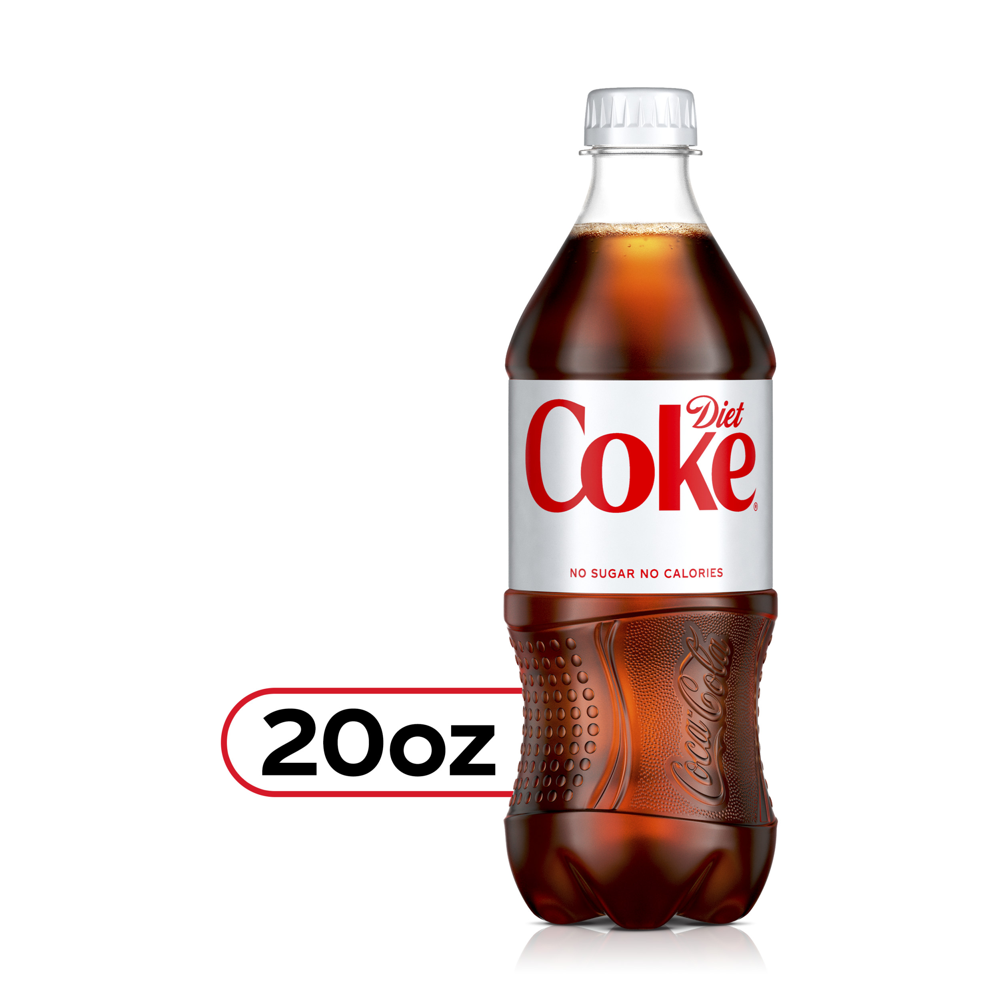 Diet
Coke®
NO SUGAR NO CALORIES
Coca-Cola
20oz